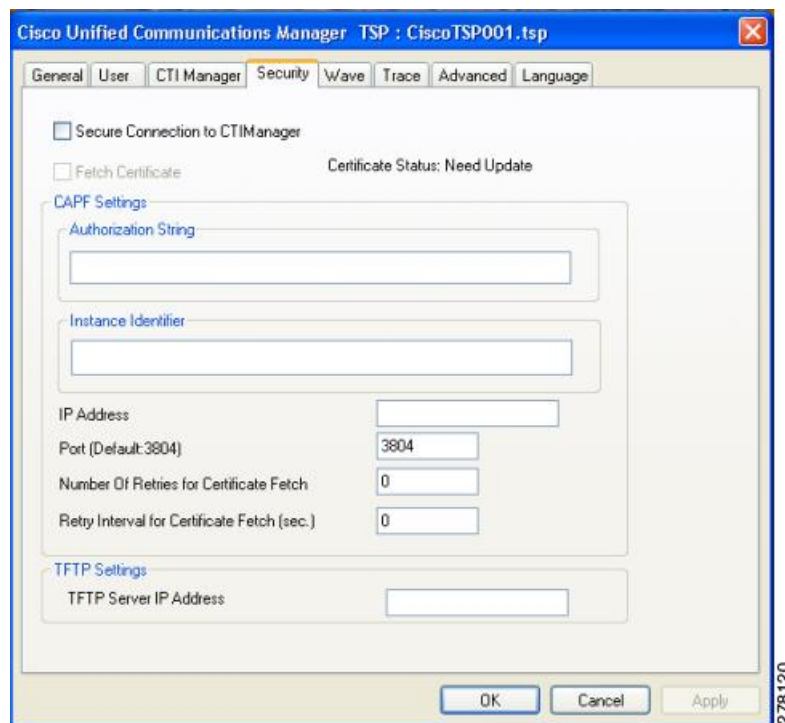 Cisco Unified Communications Manager TSP : CiscoTSP001.tsp
General User CTI Manager Security Wave Trace Advanced Language
Secure Connection to CTIManager
Fetch Certificate Certificate Status: Need Update
CAPF Settings
Authorization String
Instance Identifier
IP Address
Port (Default:3804) 3804
Number Of Retries for Certificate Fetch 0
Retry Interval for Certificate Fetch (sec.) 0
TFTP Settings
TFTP Server IP Address
OK Cancel Apply
278120